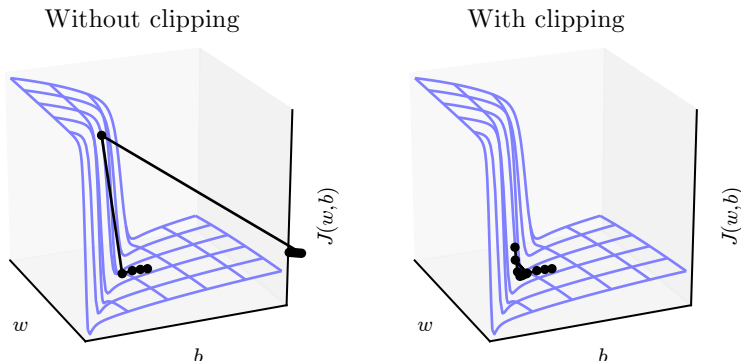 Without clipping
With clipping
J(w,b)
J(w,b)
w
w
b
b